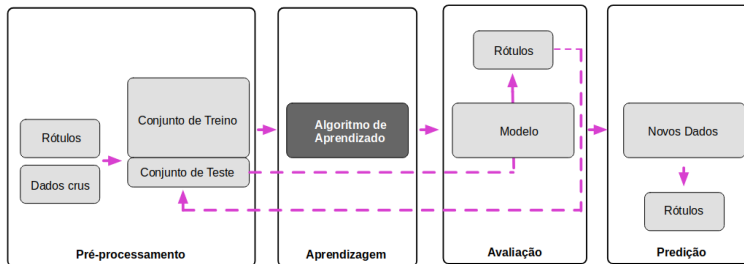 Rótulos
Dados crus
Conjunto de Treino
Conjunto de Teste
Pré-processamento
Algoritmo de
Aprendizado
Aprendizagem
Rótulos
Modelo
Avaliação
Novos Dados
Rótulos
Predição